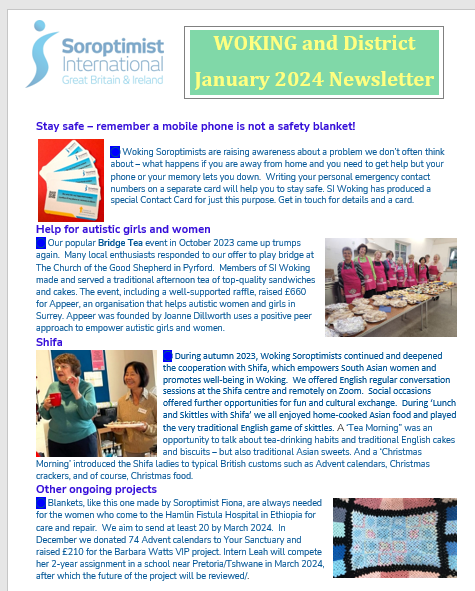 Soroptimist
International
Great Britain & Ireland
WOKING and District
January 2024 Newsletter
Stay safe – remember a mobile phone is not a safety blanket!
Woking Soroptimists are raising awareness about a problem we don't often think
about – what happens if you are away from home and you need to get help but your
phone or your memory lets you down.  Writing your personal emergency contact
numbers on a separate card will help you to stay safe. SI Woking has produced a
special Contact Card for just this purpose. Get in touch for details and a card.
Help for autistic girls and women
Our popular Bridge Tea event in October 2023 came up trumps
again.  Many local enthusiasts responded to our offer to play bridge at
The Church of the Good Shepherd in Pyrford.  Members of SI Woking
made and served a traditional afternoon tea of top-quality sandwiches
and cakes. The event, including a well-supported raffle, raised £660
for Appeer, an organisation that helps autistic women and girls in
Surrey. Appeer was founded by Joanne Dillworth uses a positive peer
approach to empower autistic girls and women.
Shifa
During autumn 2023, Woking Soroptimists continued and deepened
the cooperation with Shifa, which empowers South Asian women and
promotes well-being in Woking.  We offered English regular conversation
sessions at the Shifa centre and remotely on Zoom.  Social occasions
offered further opportunities for fun and cultural exchange.  During 'Lunch
and Skittles with Shifa' we all enjoyed home-cooked Asian food and played
the very traditional English game of skittles. A 'Tea Morning" was an
opportunity to talk about tea-drinking habits and traditional English cakes
and biscuits – but also traditional Asian sweets. And a 'Christmas
Morning' introduced the Shifa ladies to typical British customs such as Advent calendars, Christmas
crackers, and of course, Christmas food.
Other ongoing projects
Blankets, like this one made by Soroptimist Fiona, are always needed
for the women who come to the Hamlin Fistula Hospital in Ethiopia for
care and repair.  We aim to send at least 20 by March 2024.  In
December we donated 74 Advent calendars to Your Sanctuary and
raised £210 for the Barbara Watts VIP project. Intern Leah will compete
her 2-year assignment in a school near Pretoria/Tshwane in March 2024,
after which the future of the project will be reviewed/.